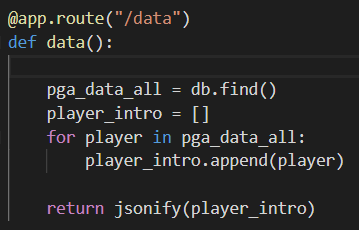 @app.route("/data")
def data():
    pga_data_all = db.find()
    player_intro = []
    for player in pga_data_all:
        player_intro.append(player)
    return jsonify(player_intro)